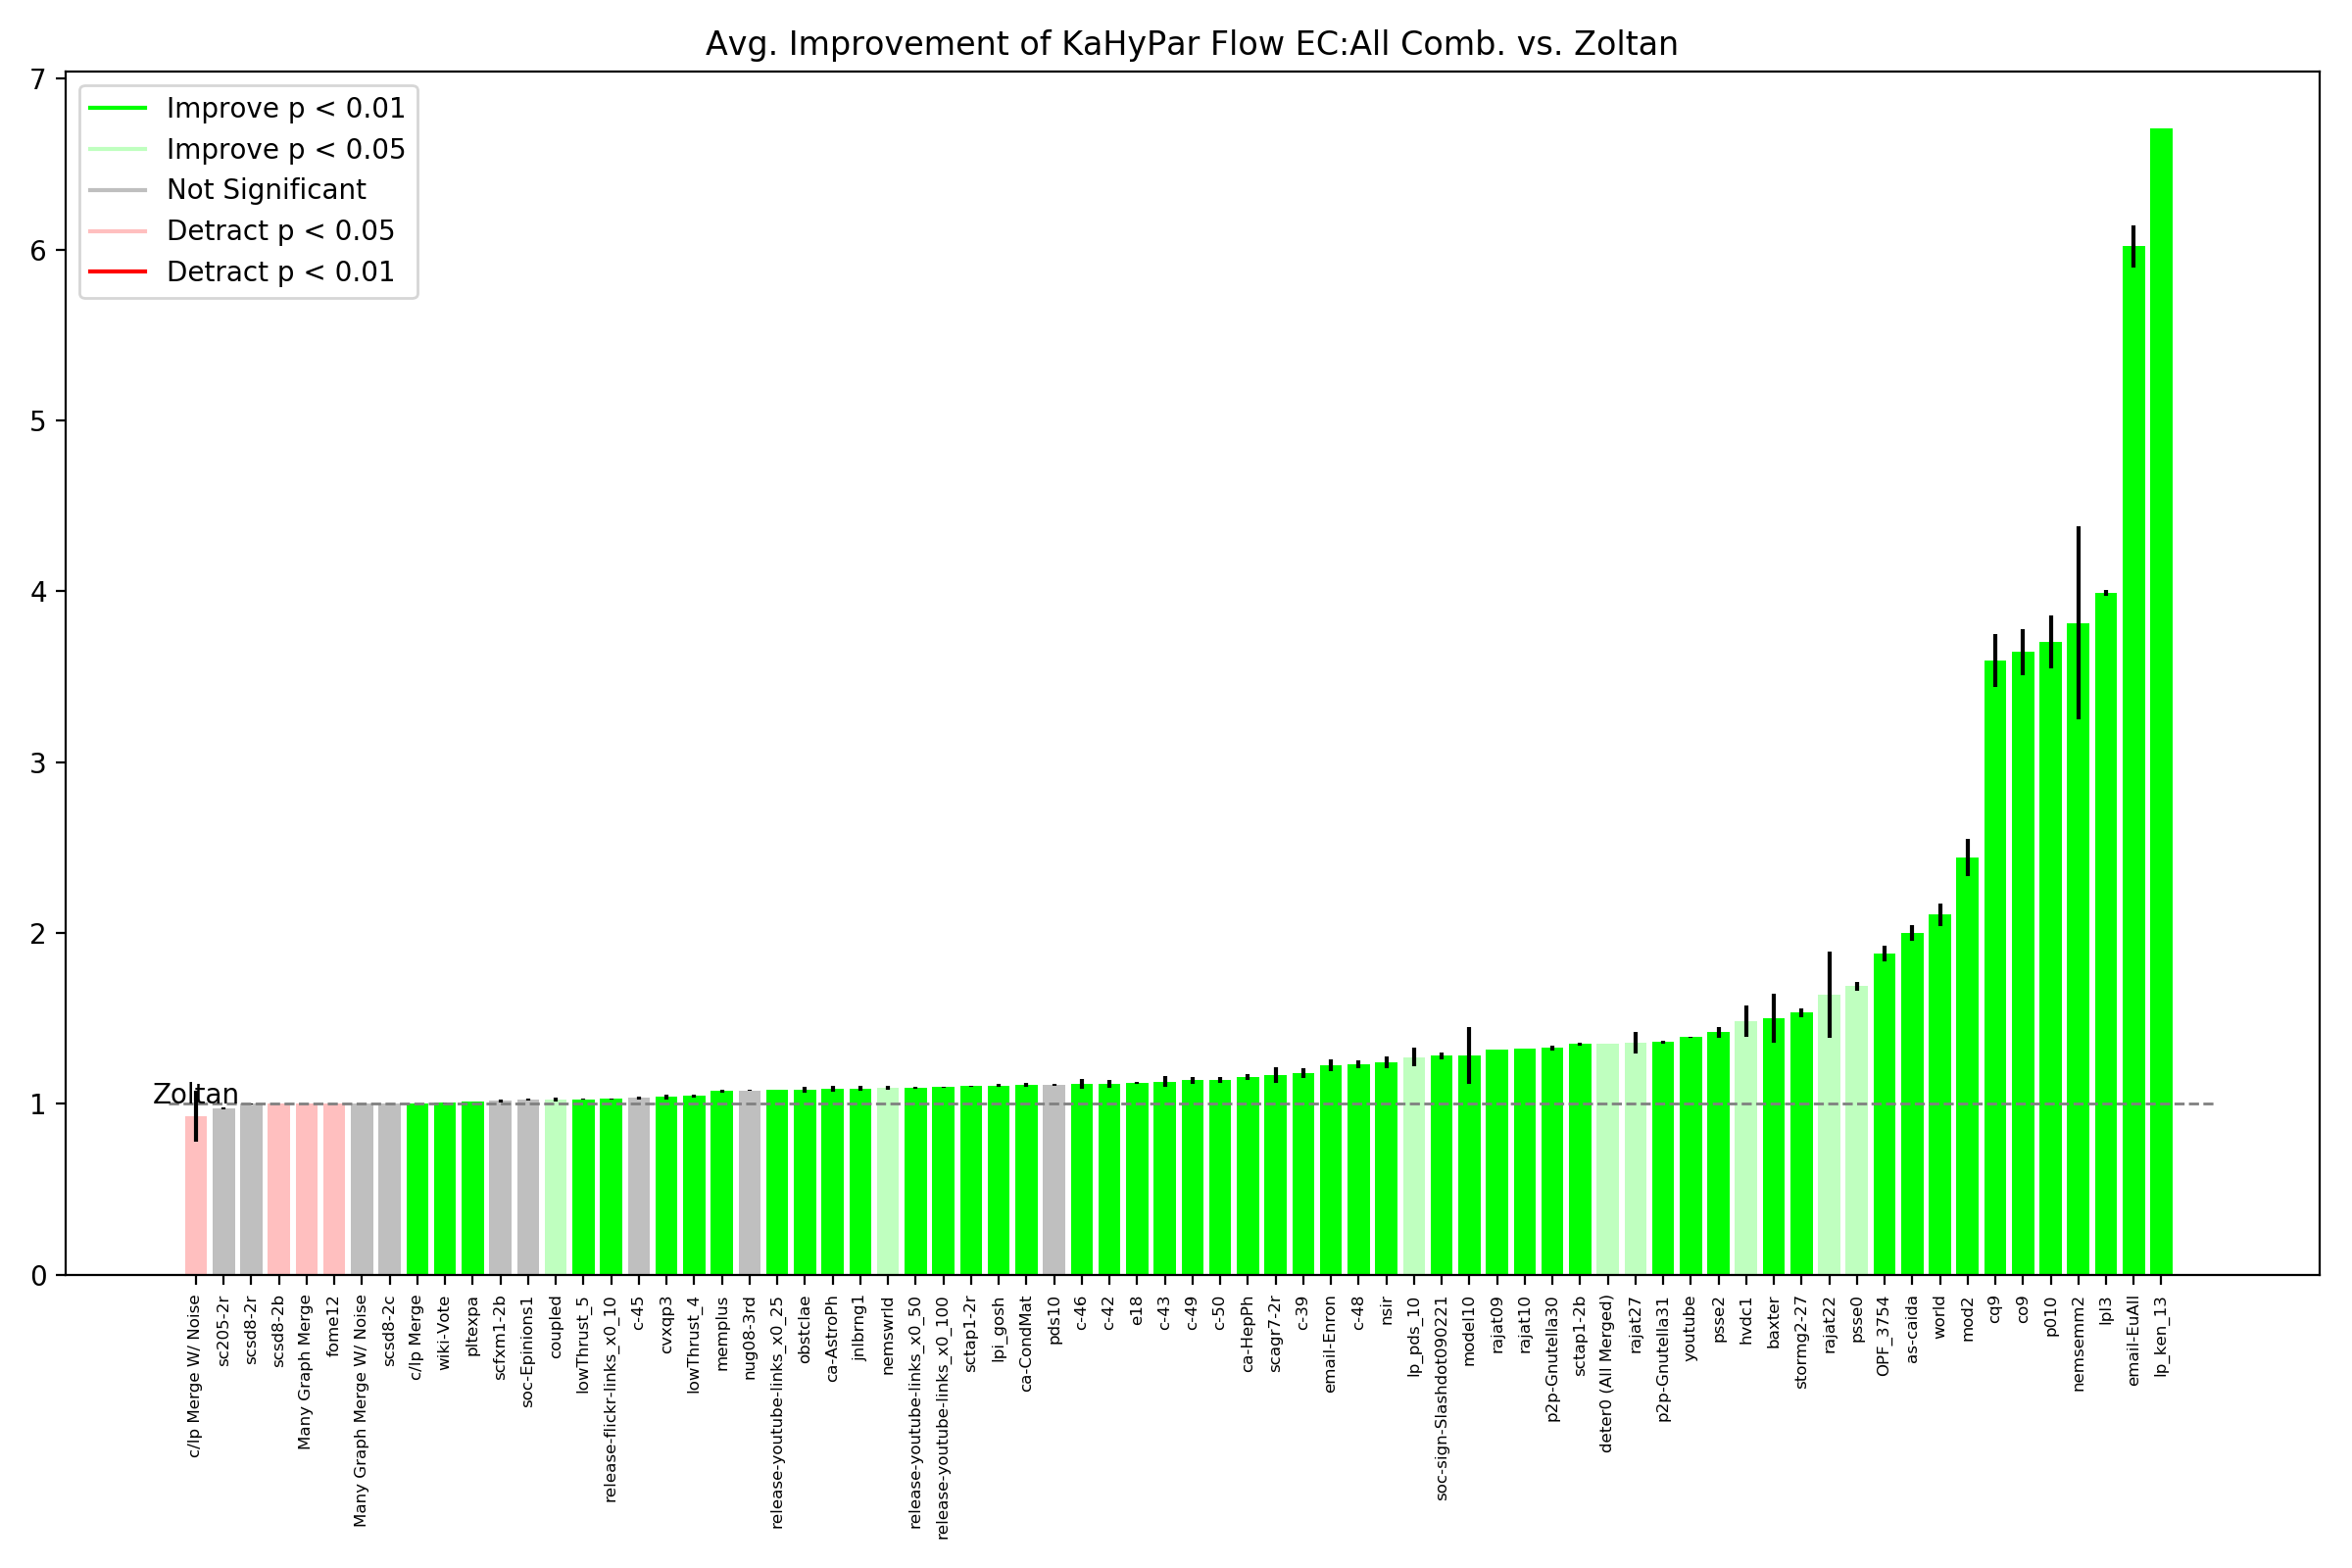 Avg. Improvement of KaHyPar Flow EC:All Comb. vs. Zoltan
7
6
5
4
3
2
1
0
Improve p < 0.01
Improve p < 0.05
Not Significant
Detract p < 0.05
Detract p < 0.01
Zoltan
c/lp Merge W/ Noise
sc205-2r
scsd8-2r
scsd8-2b
Many Graph Merge
fome12
Many Graph Merge W/ Noise
scsd8-2c
c/lp Merge
wiki-Vote
pltexpa
scfxm1-2b
soc-Epinions1
coupled
lowThrust_5
release-flickr-links_x0_10
c-45
cvxqp3
lowThrust_4
memplus
nug08-3rd
release-youtube-links_x0_25
obstclae
ca-AstroPh
jnlbrng1
nemswrld
release-youtube-links_x0_50
release-youtube-links_x0_100
sctap1-2r
lpi_gosh
ca-CondMat
pds10
c-46
c-42
e18
c-43
c-49
c-50
ca-HepPh
scagr7-2r
c-39
email-Enron
c-48
nsir
lp_pds_10
soc-sign-Slashdot090221
model10
rajat09
rajat10
p2p-Gnutella30
sctap1-2b
deter0 (All Merged)
rajat27
p2p-Gnutella31
youtube
psse2
hvdc1
baxter
stormg2-27
rajat22
psse0
OPF_3754
as-caida
world
mod2
cq9
co9
p010
nemsemm2
lpl3
email-EuAll
lp_ken_13